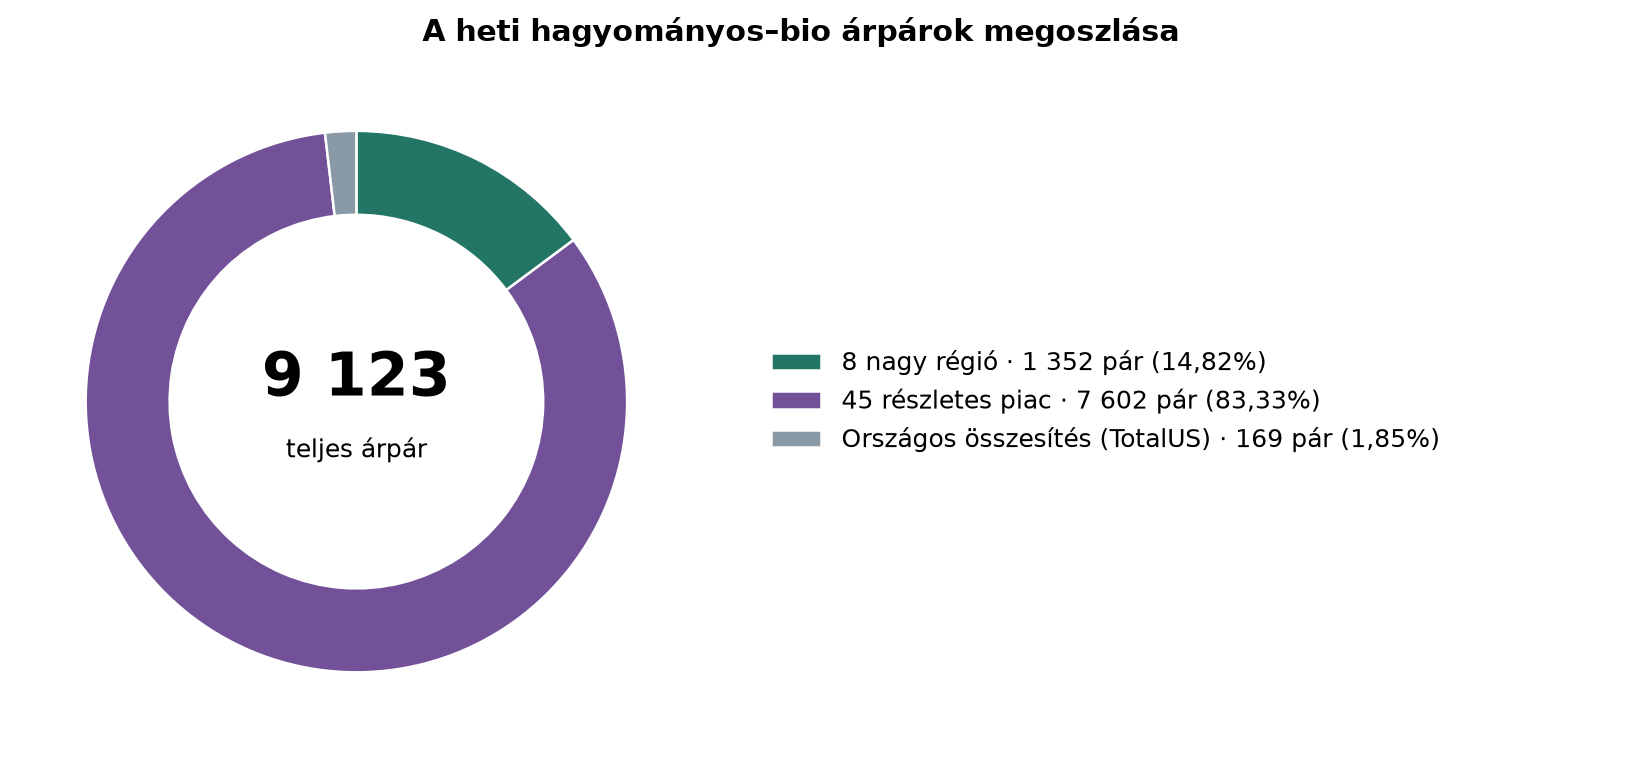 A heti hagyományos–bio árpárok megoszlása
9 123
teljes árpár
8 nagy régió · 1 352 pár (14,82%)
45 részletes piac · 7 602 pár (83,33%)
Országos összesítés (TotalUS) · 169 pár (1,85%)